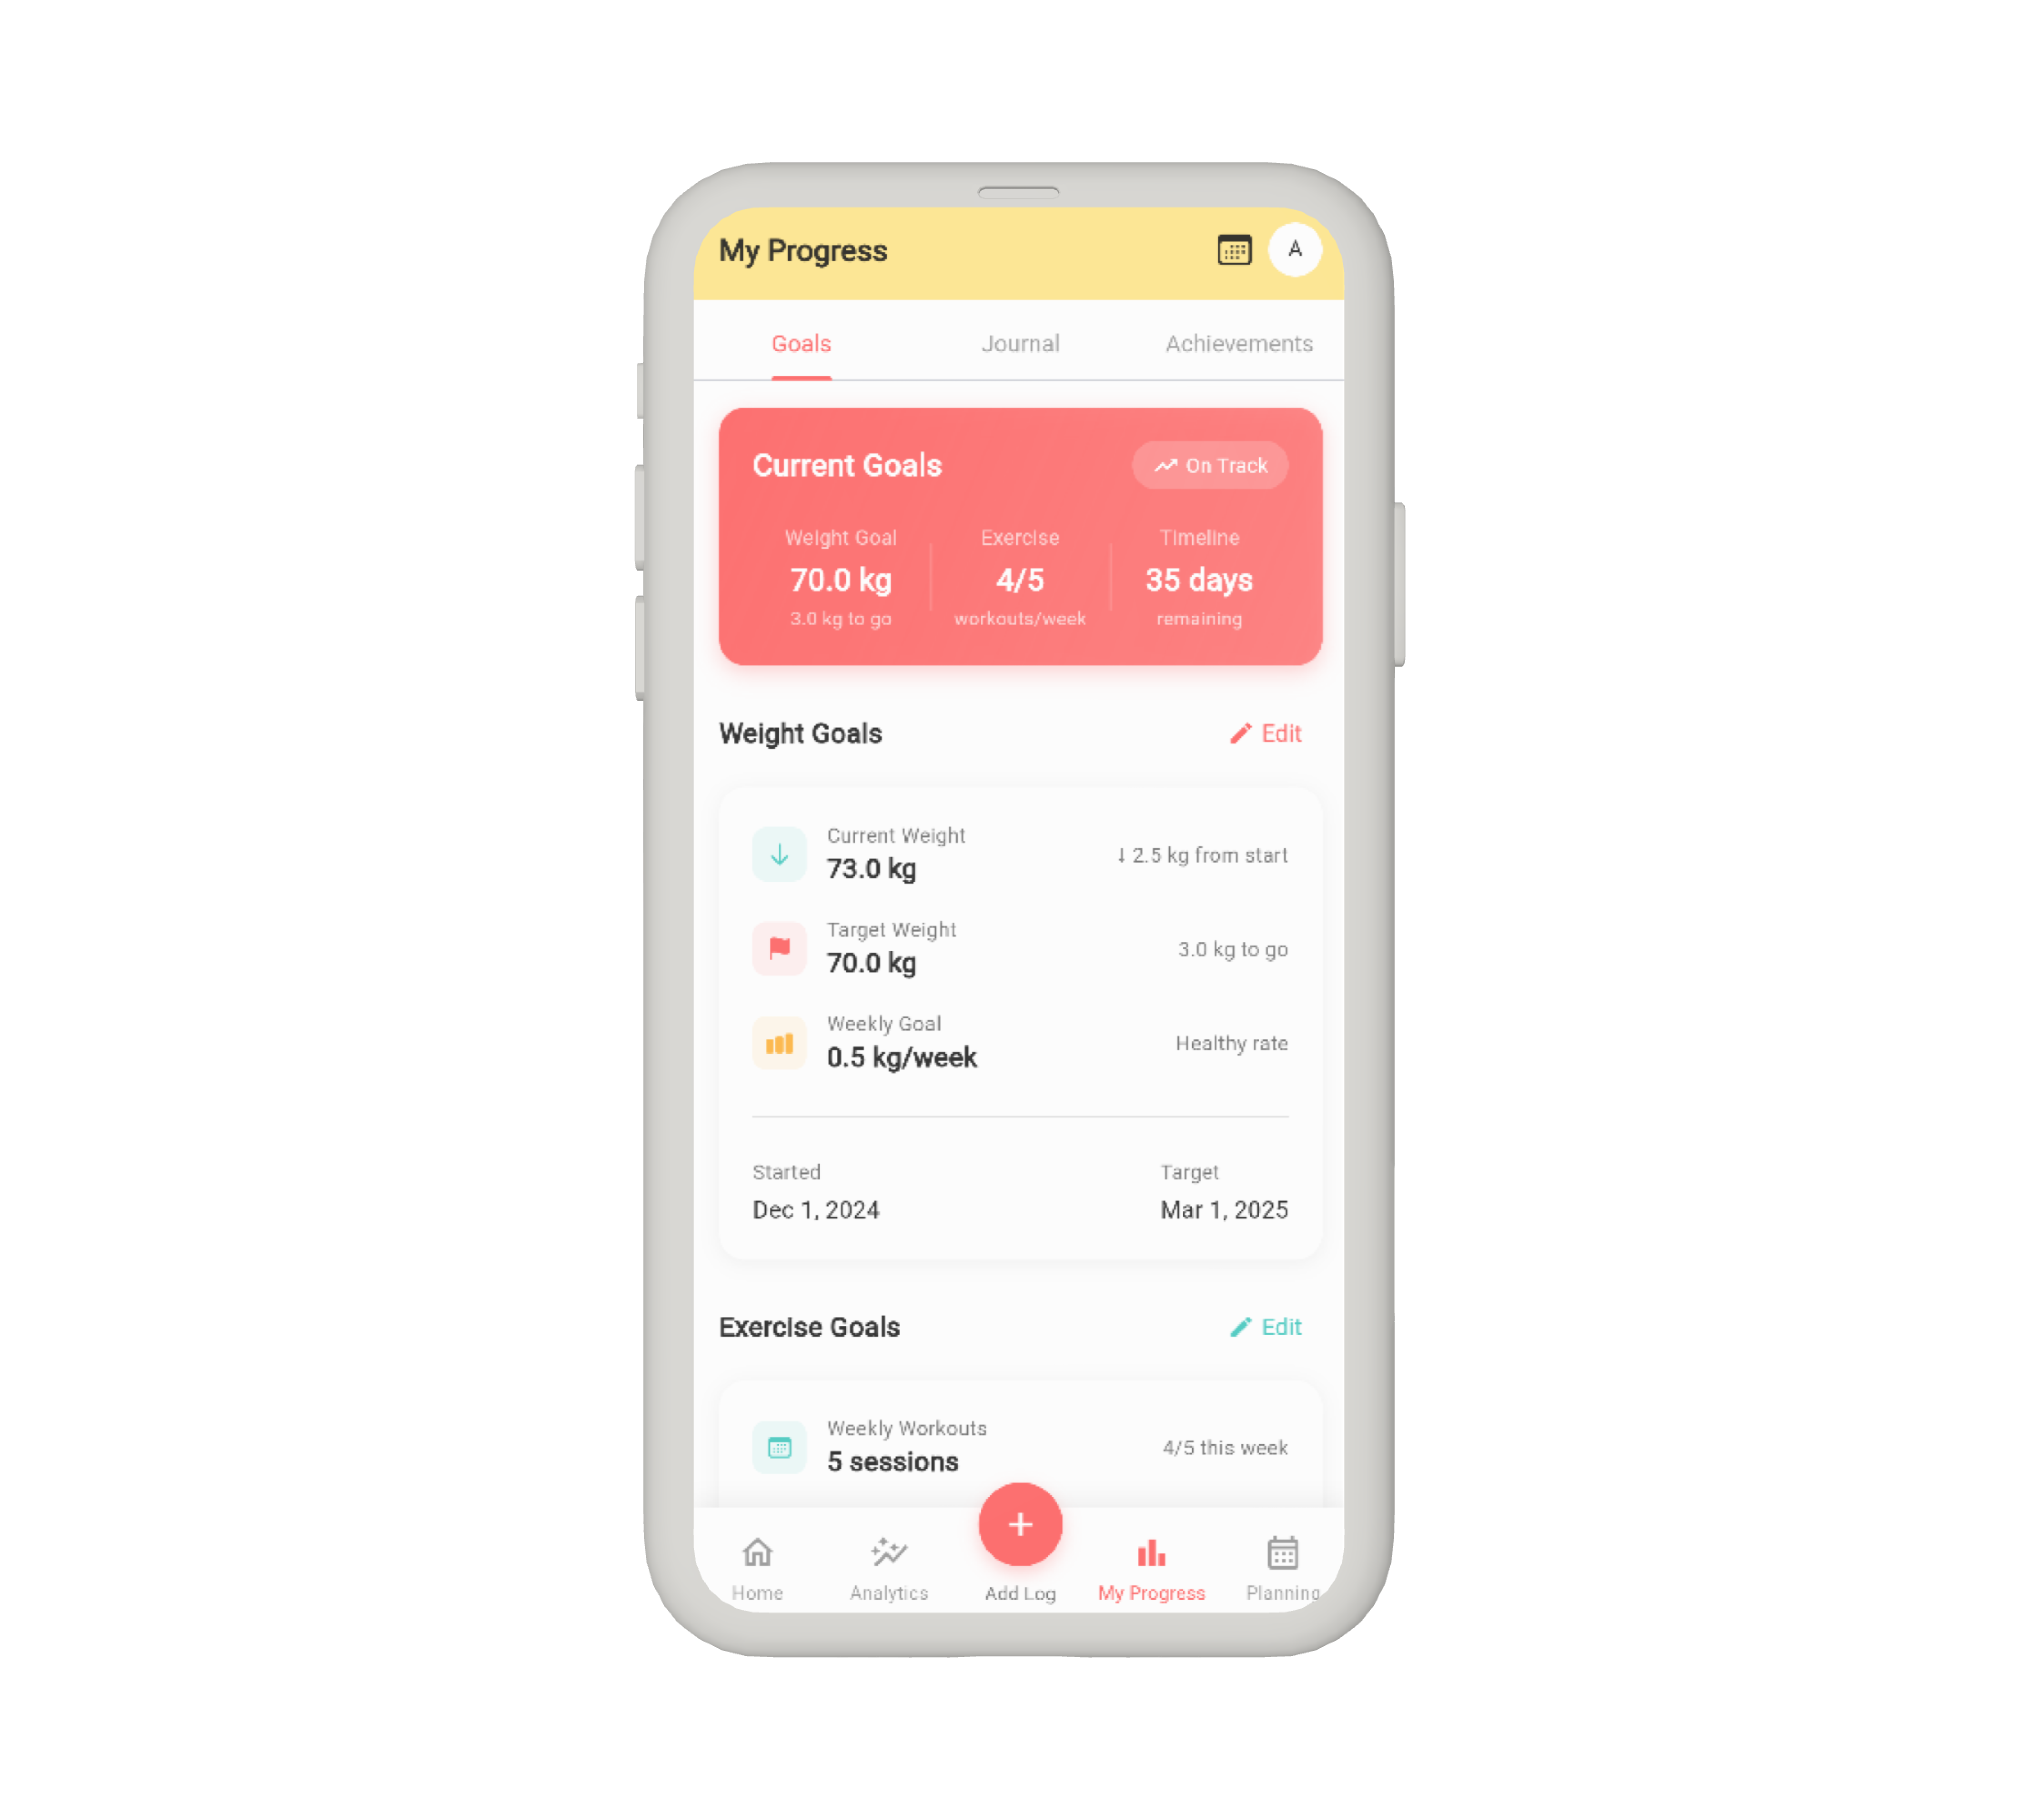 My Progress
A
Goals
Journal
Achievements
Current Goals
On Track
Weight Goal
Exercise
Timeline
70.0 kg
4/5
35 days
3.0 kg to go
workouts/week
remaining
Weight Goals
Edit
Current Weight
73.0 kg
↓ 2.5 kg from start
Target Weight
70.0 kg
3.0 kg to go
Weekly Goal
0.5 kg/week
Healthy rate
Started
Target
Dec 1, 2024
Mar 1, 2025
Exercise Goals
Edit
Weekly Workouts
5 sessions
4/5 this week
Home
Analytics
Add Log
My Progress
Planning